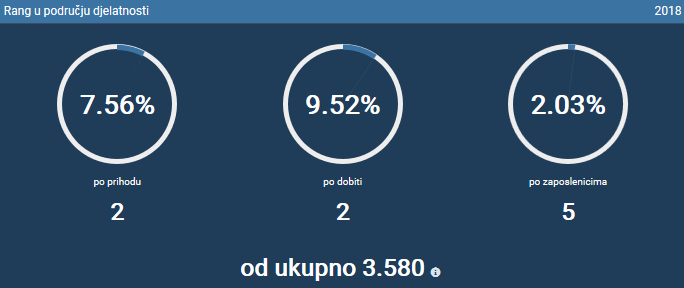 Rang u području djelatnosti 2018
7.56% 9.52% 2.03%
po prihodu po dobiti po zaposlenicima
2 2 5
od ukupno 3.580